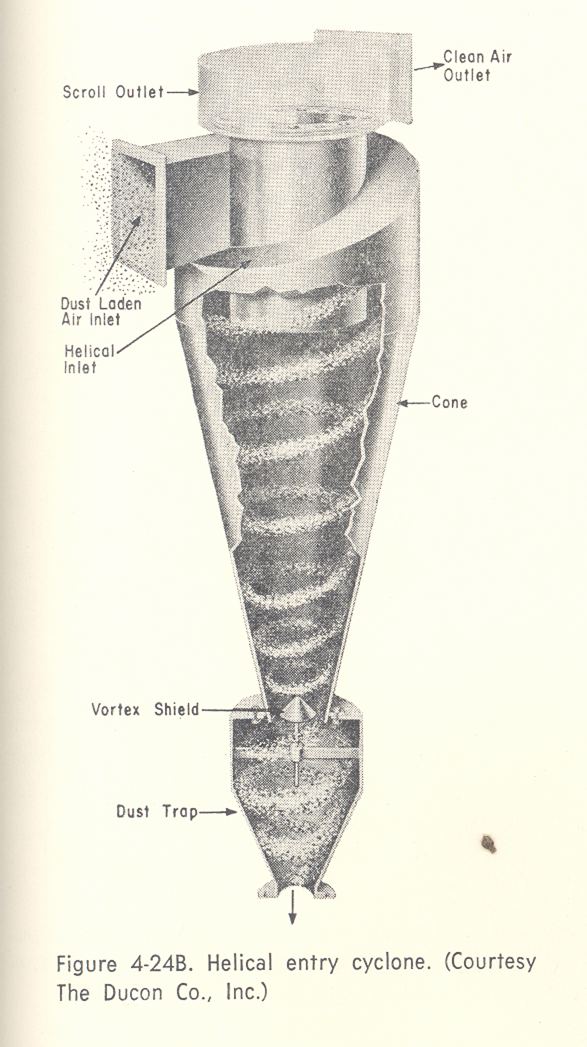 Clean Air
Outlet
Scroll Outlet
Dust Laden
Air Inlet
Helical
Inlet
Cone
Vortex Shield
Dust Trap
Figure 4-24B. Helical entry cyclone. (Courtesy
The Ducon Co., Inc.)